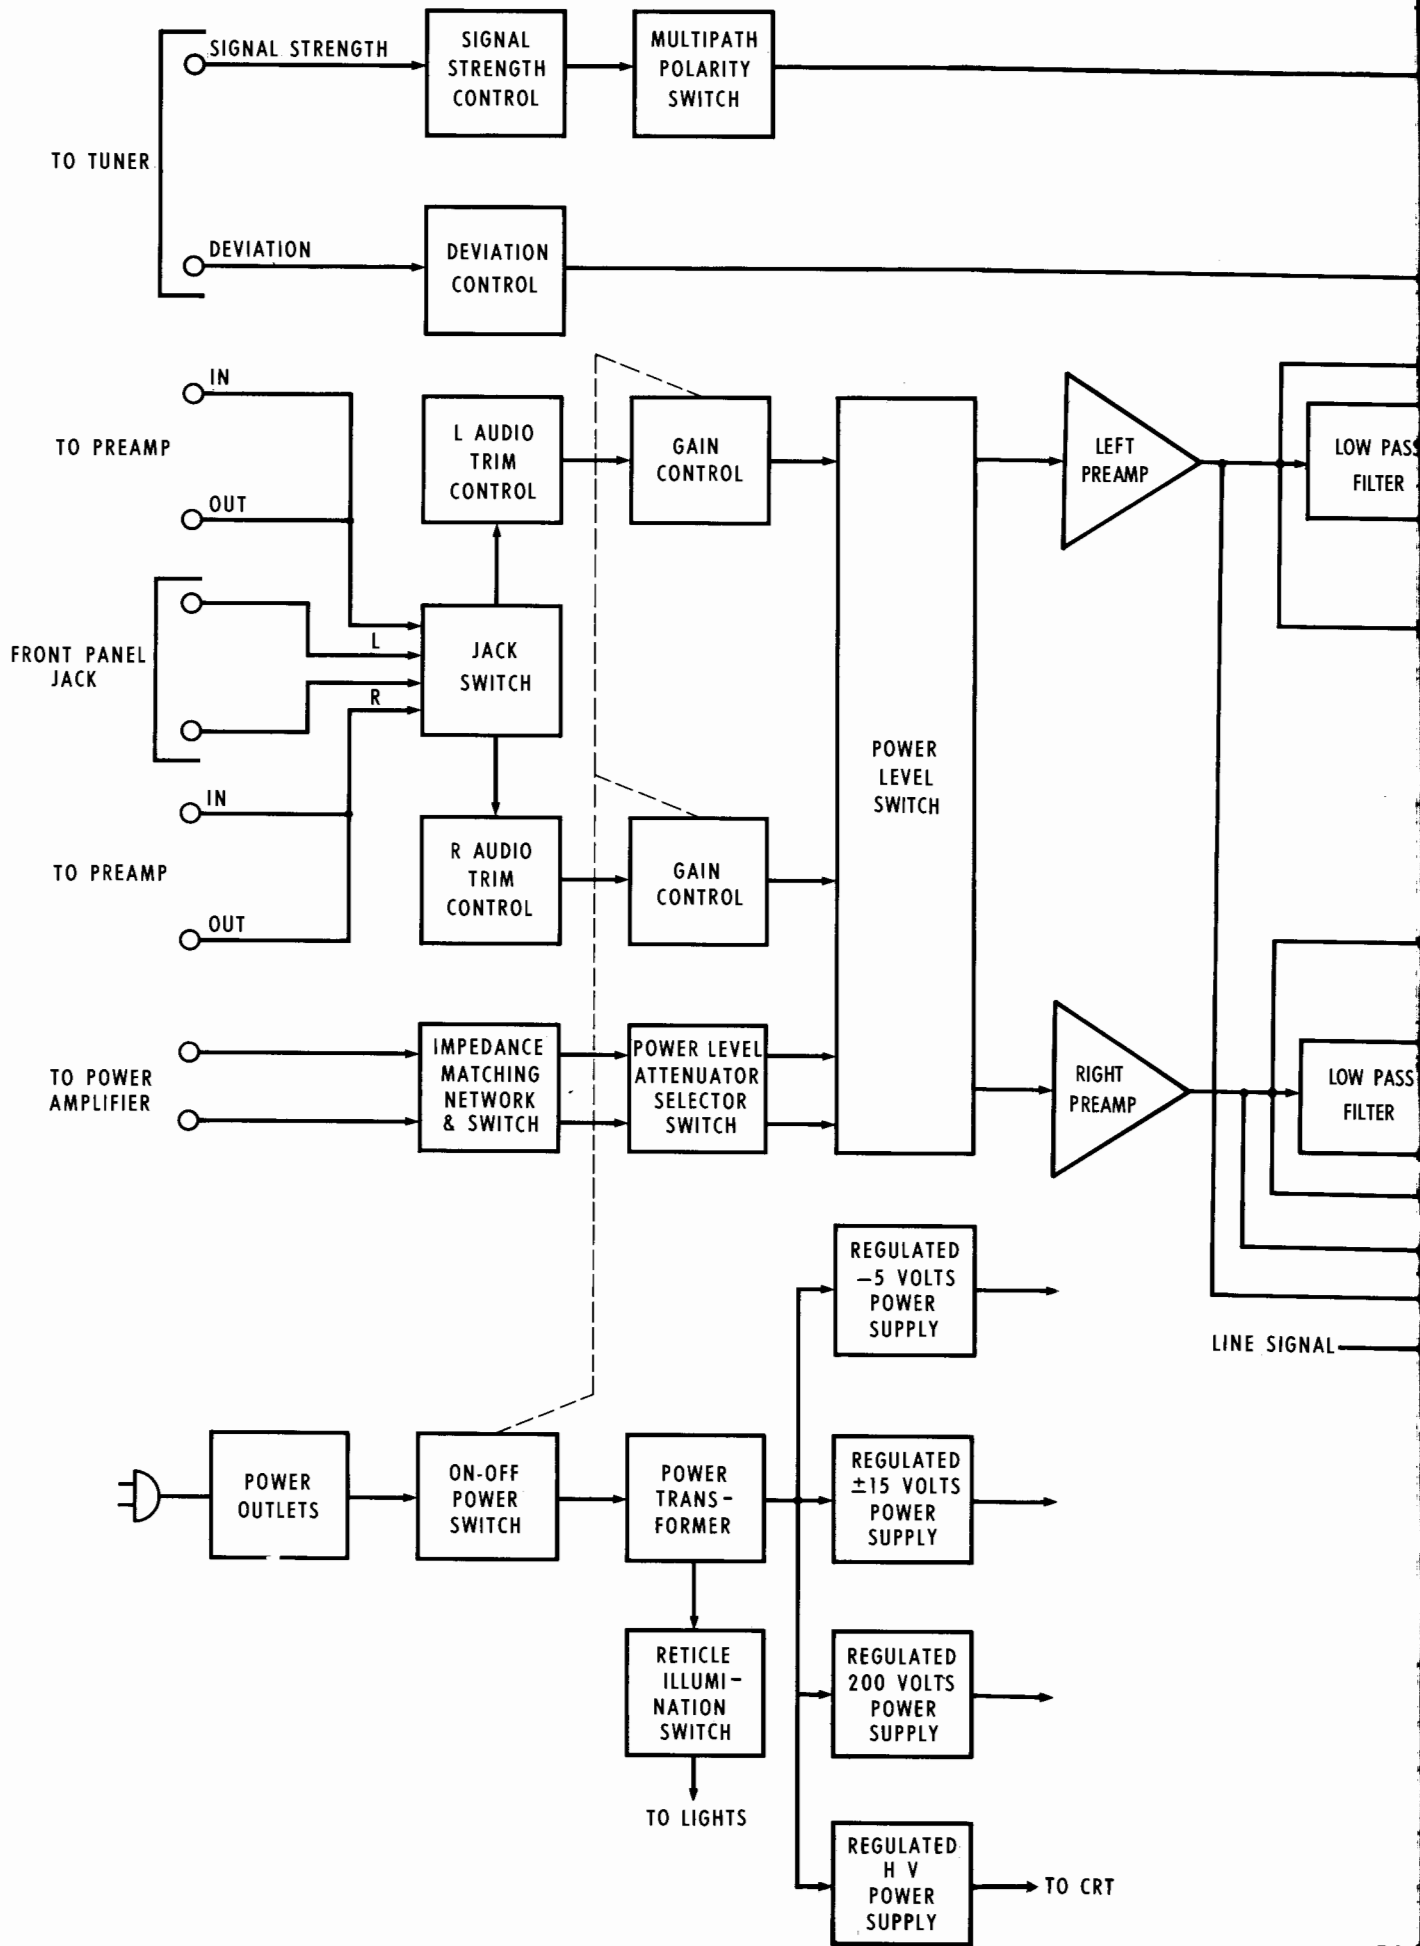 SIGNAL STRENGTH
SIGNAL
STRENGTH
CONTROL
MULTIPATH
POLARITY
SWITCH
TO TUNER
DEVIATION
DEVIATION
CONTROL
IN
TO PREAMP
OUT
L AUDIO
TRIM
CONTROL
GAIN
CONTROL
LEFT
PREAMP
LOW PASS
FILTER
FRONT PANEL
JACK
L
R
JACK
SWITCH
POWER
LEVEL
SWITCH
IN
TO PREAMP
OUT
R AUDIO
TRIM
CONTROL
GAIN
CONTROL
TO POWER
AMPLIFIER
IMPEDANCE
MATCHING
NETWORK
& SWITCH
POWER LEVEL
ATTENUATOR
SELECTOR
SWITCH
RIGHT
PREAMP
LOW PASS
FILTER
REGULATED
–5 VOLTS
POWER
SUPPLY
LINE SIGNAL
POWER
OUTLETS
ON-OFF
POWER
SWITCH
POWER
TRANS-
FORMER
REGULATED
±15 VOLTS
POWER
SUPPLY
RETICLE
ILLUMI-
NATION
SWITCH
TO LIGHTS
REGULATED
200 VOLTS
POWER
SUPPLY
REGULATED
H V
POWER
SUPPLY
TO CRT